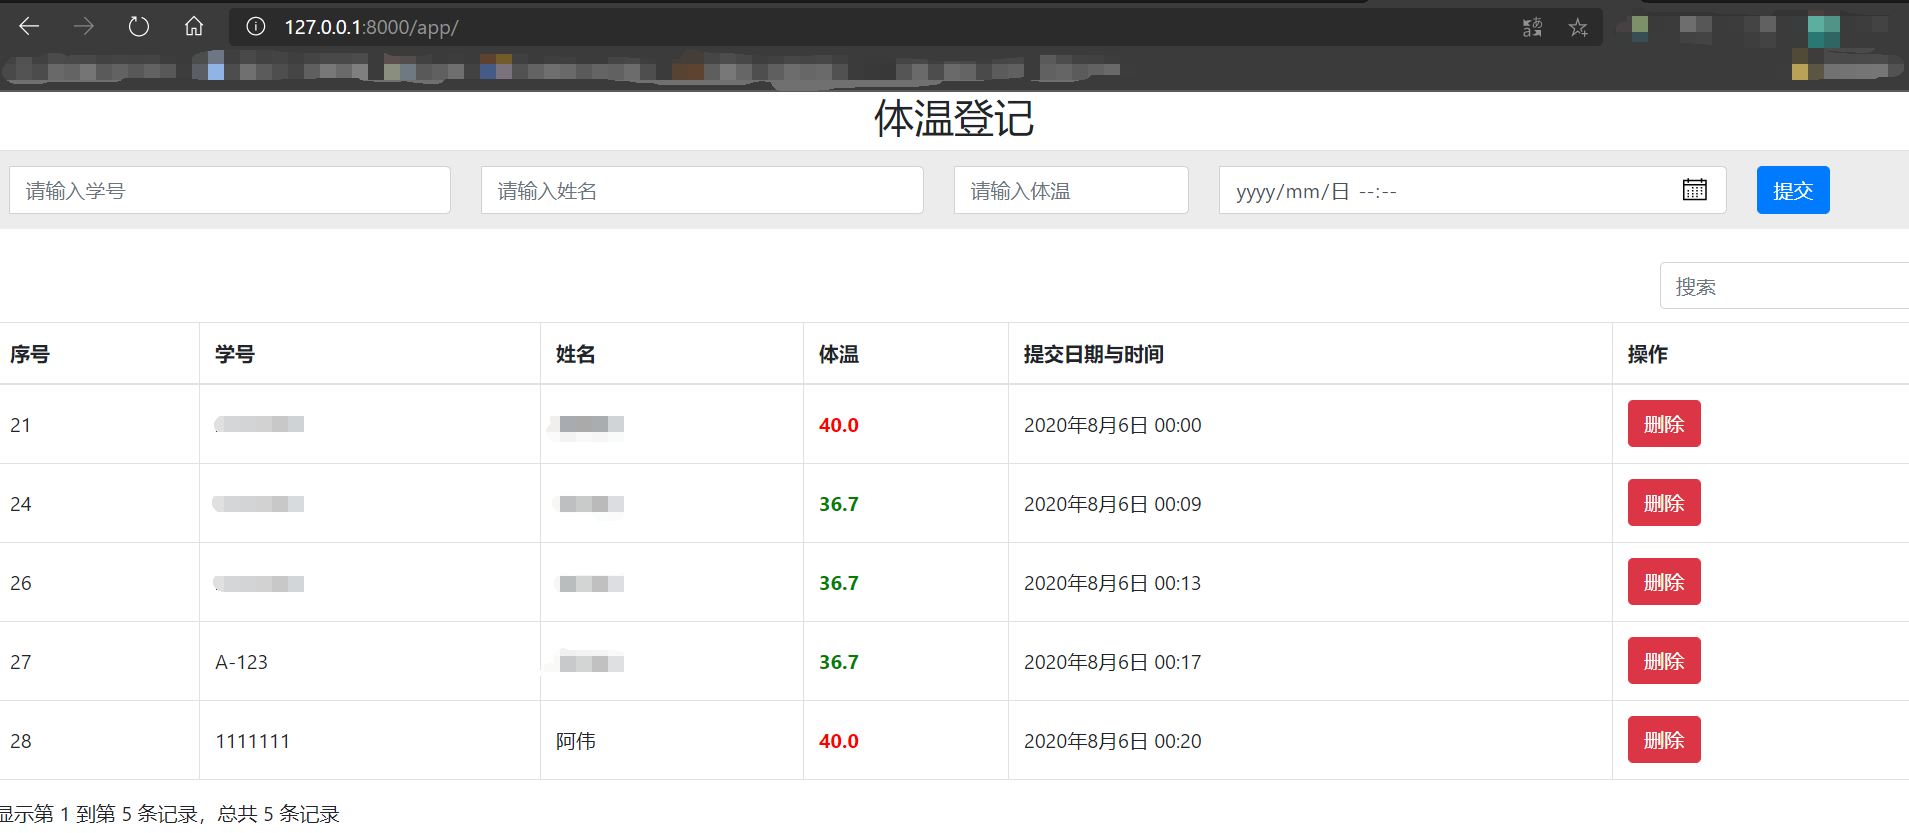 127.0.0.1:8000/app/
体温登记
请输入学号 请输入姓名 请输入体温 yyyy/mm/日 --:-- 提交
搜索
序号 学号 姓名 体温 提交日期与时间 操作
21 40.0 2020年8月6日 00:00 删除
24 36.7 2020年8月6日 00:09 删除
26 36.7 2020年8月6日 00:13 删除
27 A-123 36.7 2020年8月6日 00:17 删除
28 1111111 阿伟 40.0 2020年8月6日 00:20 删除
显示第 1 到第 5 条记录，总共 5 条记录